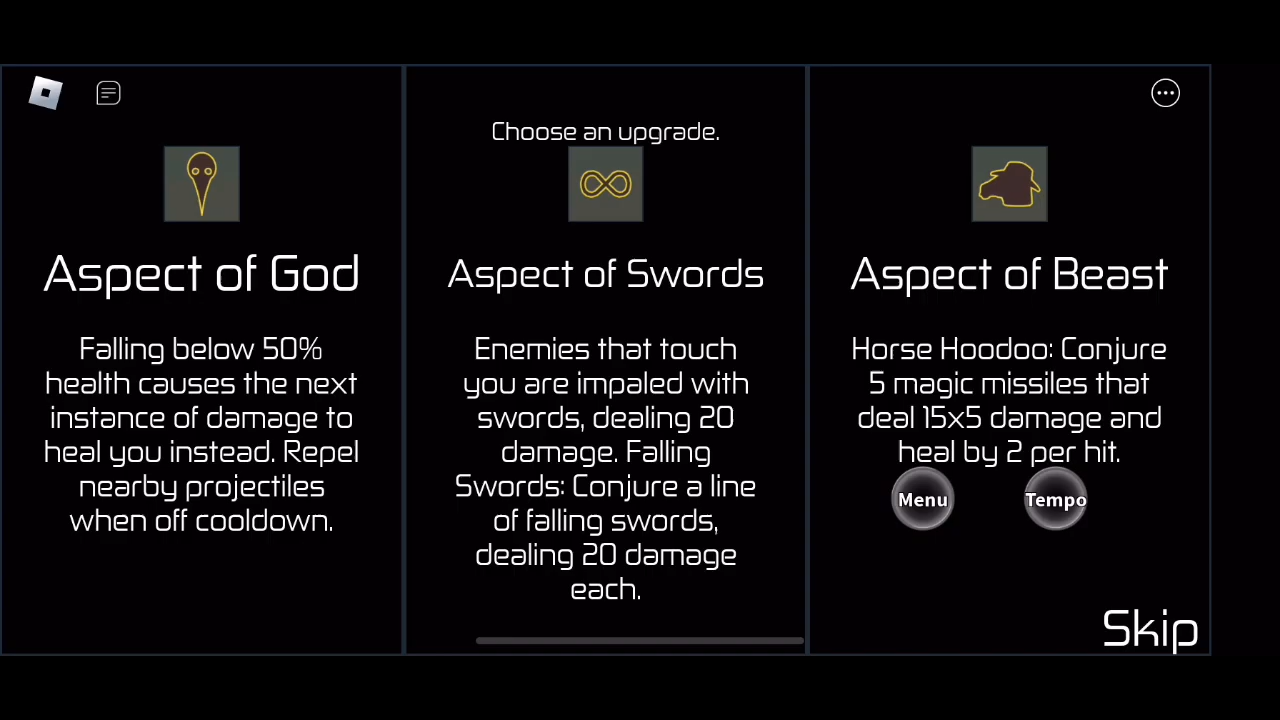 Choose an upgrade.
Aspect of God
Falling below 50%
health causes the next
instance of damage to
heal you instead. Repel
nearby projectiles
when off cooldown.
Aspect of Swords
Enemies that touch
you are impaled with
swords, dealing 20
damage. Falling
Swords: Conjure a line
of falling swords,
dealing 20 damage
each.
Aspect of Beast
Horse Hoodoo: Conjure
5 magic missiles that
deal 15x5 damage and
heal by 2 per hit.
Menu
Tempo
Skip